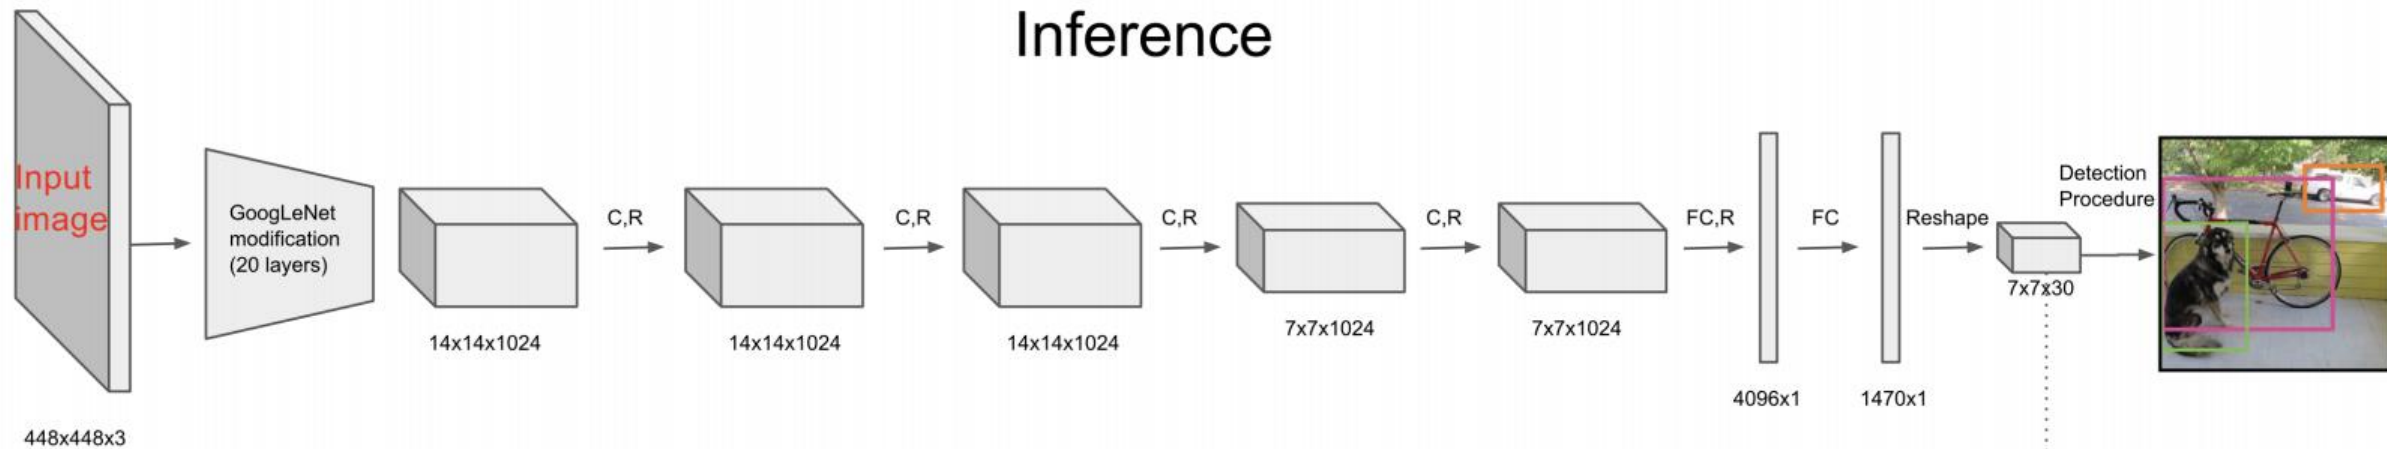 Inference
Input
image
448x448x3
GoogLeNet
modification
(20 layers)
14x14x1024
C,R
14x14x1024
C,R
14x14x1024
C,R
7x7x1024
C,R
7x7x1024
FC,R
4096x1
FC
1470x1
Reshape
7x7x30
Detection
Procedure